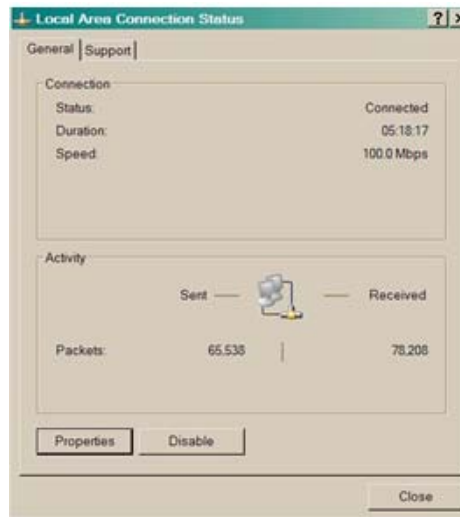 Local Area Connection Status
General Support
Connection
Status: Connected
Duration: 05:18:17
Speed: 100.0 Mbps
Activity
Sent Received
Packets: 65,538 78,208
Properties Disable
Close